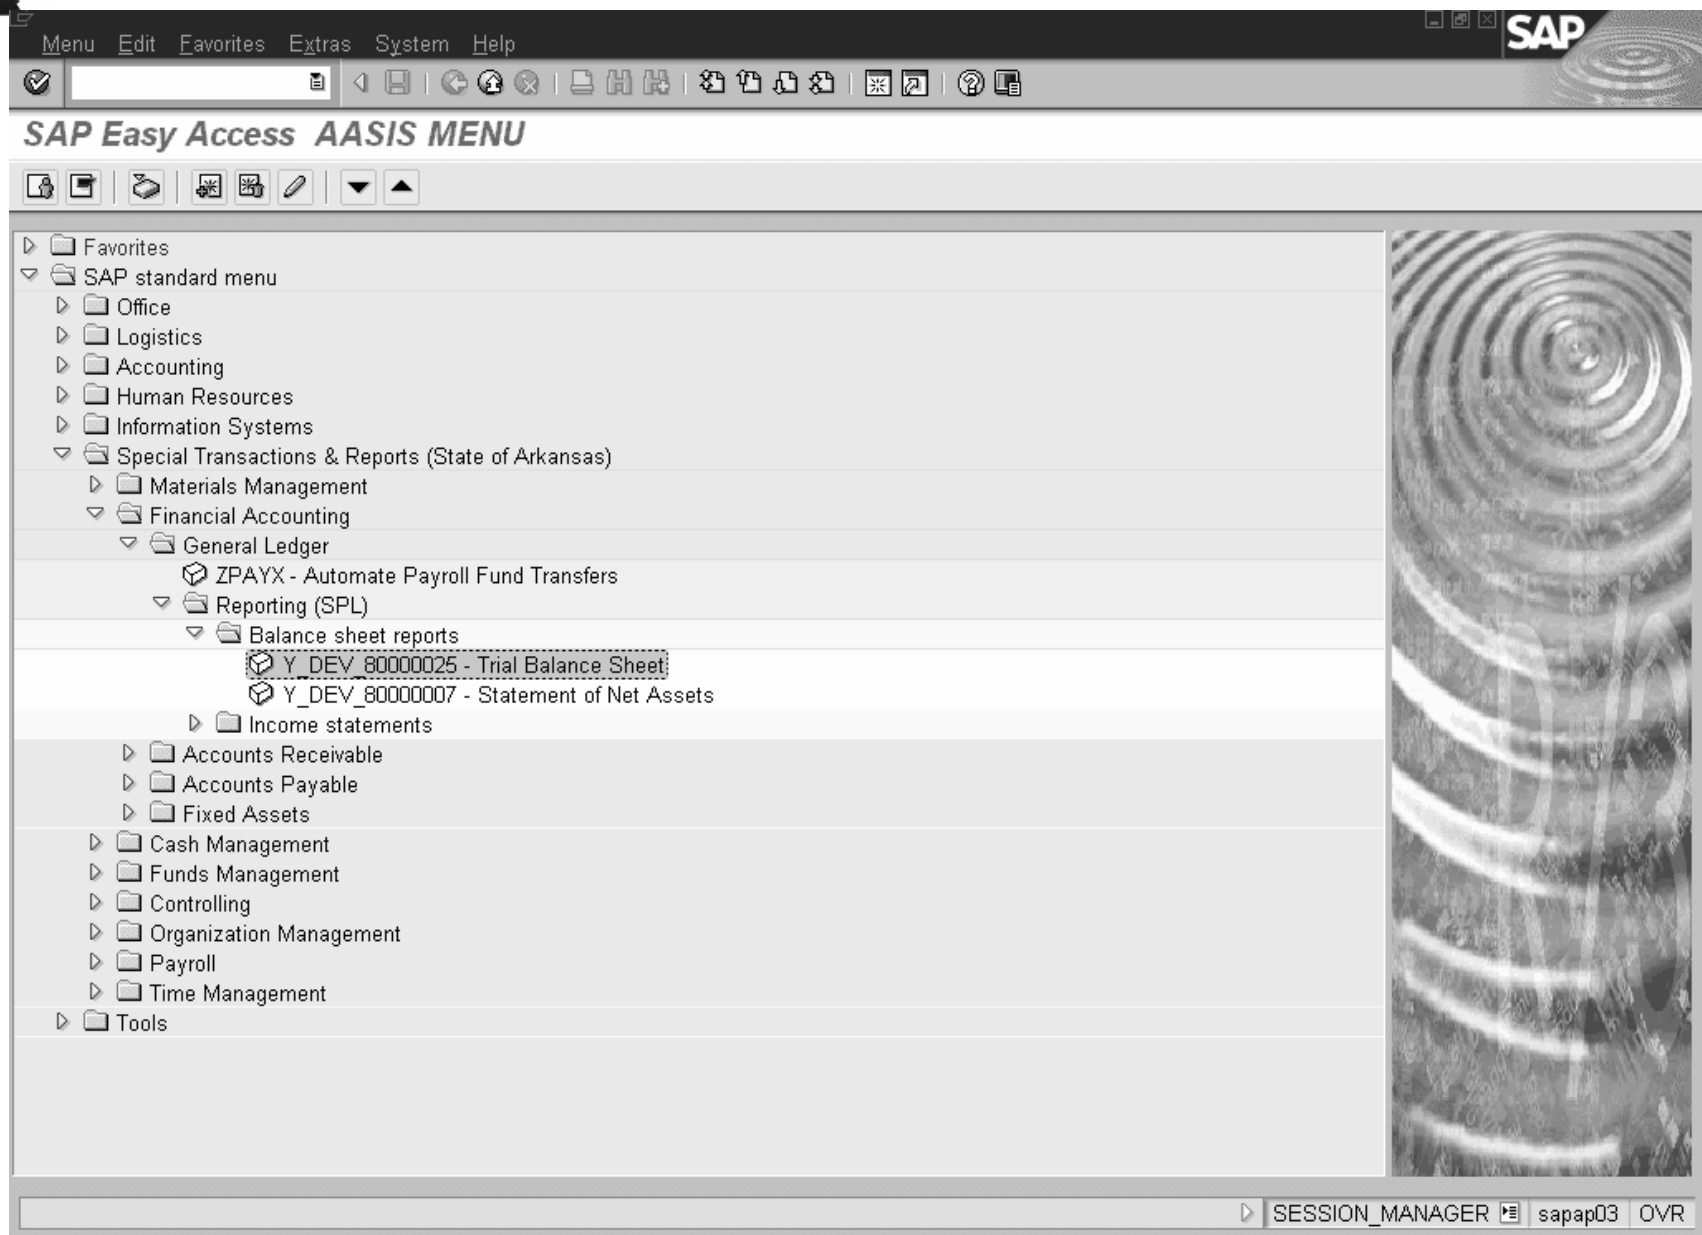 SAP
Menu Edit Favorites Extras System Help
SAP Easy Access AASIS MENU
Favorites
SAP standard menu
Office
Logistics
Accounting
Human Resources
Information Systems
Special Transactions & Reports (State of Arkansas)
Materials Management
Financial Accounting
General Ledger
ZPAYX - Automate Payroll Fund Transfers
Reporting (SPL)
Balance sheet reports
Y_DEV_80000025 - Trial Balance Sheet
Y_DEV_80000007 - Statement of Net Assets
Income statements
Accounts Receivable
Accounts Payable
Fixed Assets
Cash Management
Funds Management
Controlling
Organization Management
Payroll
Time Management
Tools
SESSION_MANAGER sapap03 OVR